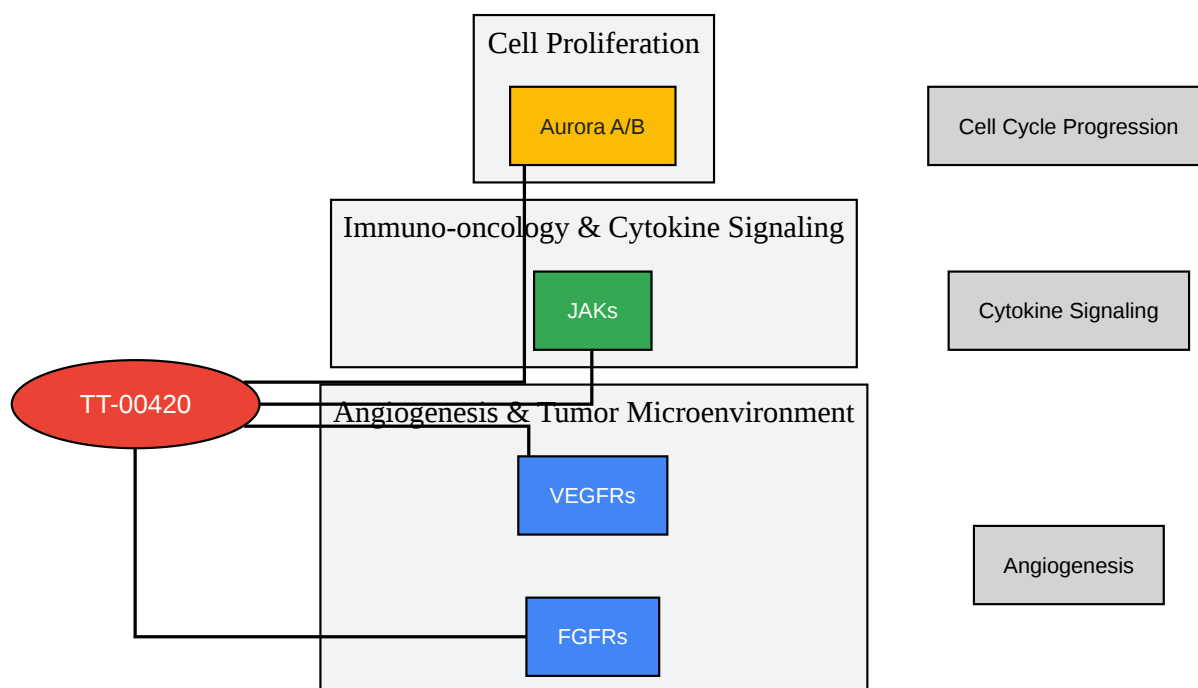 Cell Proliferation
Aurora A/B
Cell Cycle Progression
Immuno-oncology & Cytokine Signaling
JAKs
Cytokine Signaling
TT-00420
Angiogenesis & Tumor Microenvironment
VEGFRs
Angiogenesis
FGFRs